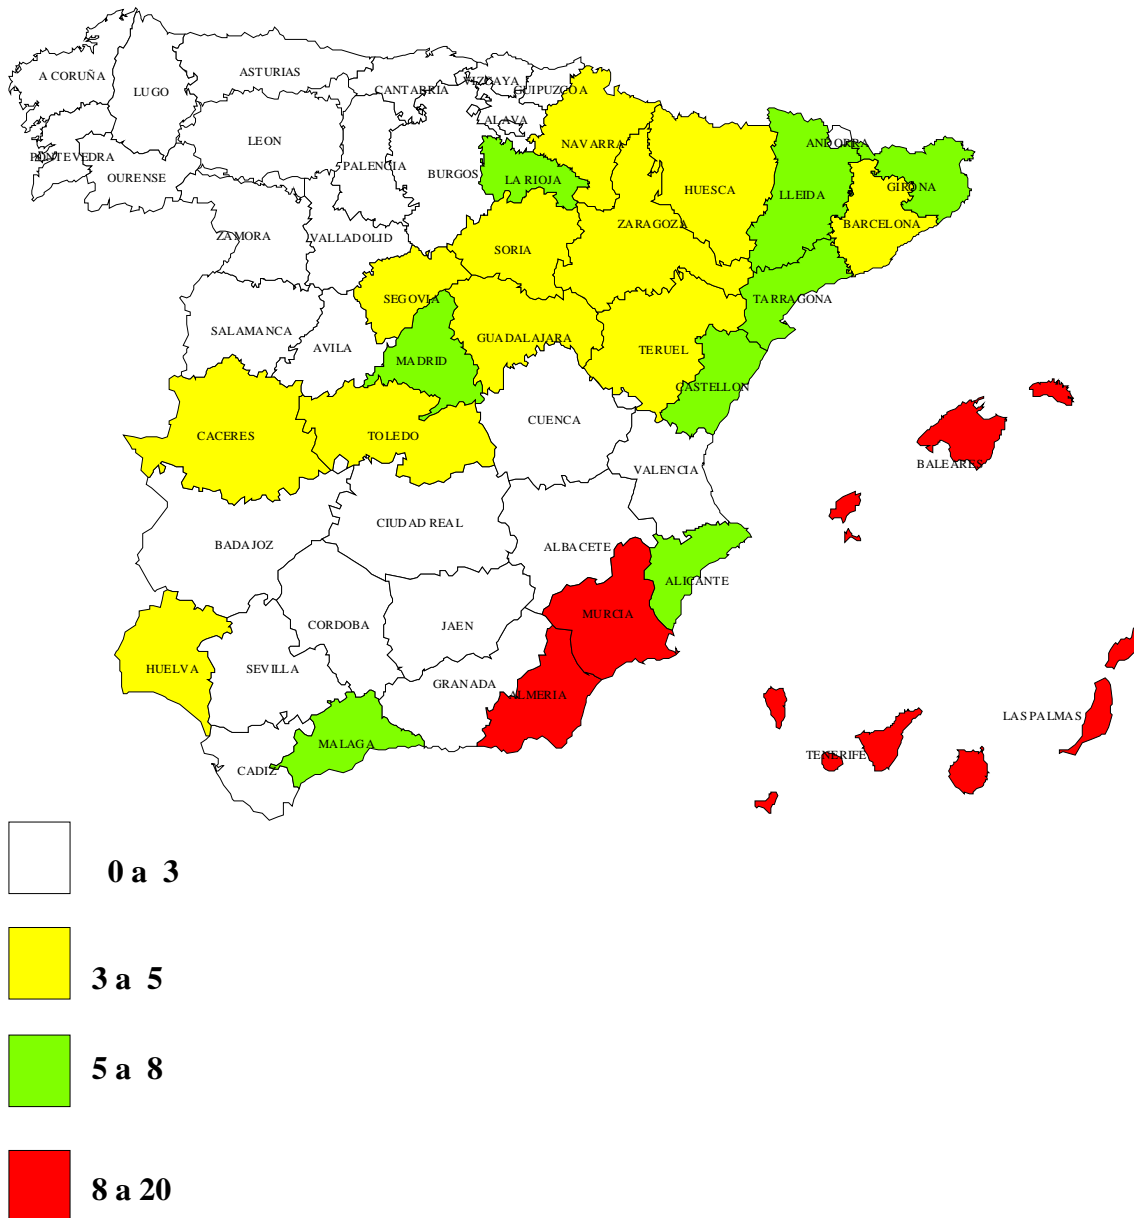 A CORUÑA
LUGO
ASTURIAS
CANTABRIA
VIZCAYA
GUIPUZCOA
ALAVA
NAVARRA
LEON
PALENCIA
BURGOS
LA RIOJA
PONTEVEDRA
OURENSE
HUESCA
ANDORRA
LLEIDA
GIRONA
BARCELONA
ZAMORA
VALLADOLID
SORIA
ZARAGOZA
SEGOVIA
TARRAGONA
SALAMANCA
AVILA
MADRID
GUADALAJARA
TERUEL
CASTELLON
CACERES
TOLEDO
CUENCA
VALENCIA
BALEARES
BADAJOZ
CIUDAD REAL
ALBACETE
ALICANTE
CORDOBA
JAEN
MURCIA
HUELVA
SEVILLA
GRANADA
ALMERIA
LAS PALMAS
MALAGA
CADIZ
TENERIFE
0 a 3
3 a 5
5 a 8
8 a 20